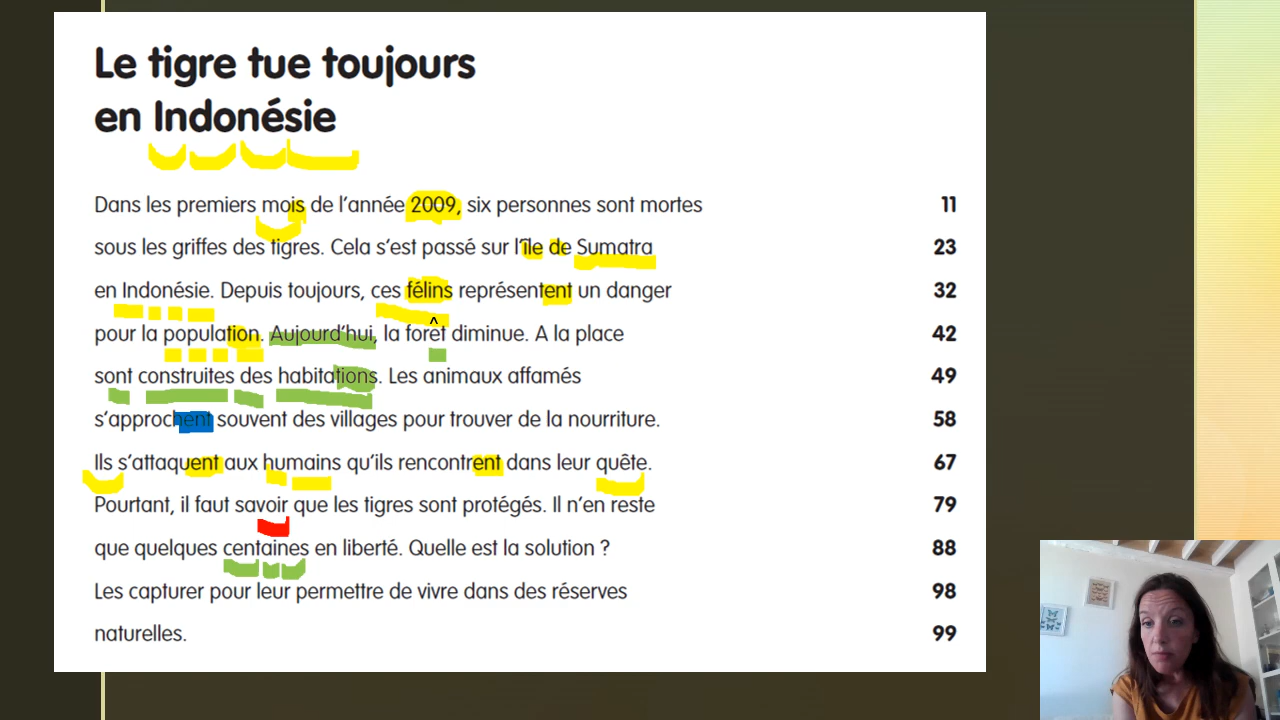 Le tigre tue toujours
en Indonésie
Dans les premiers mois de l'année 2009, six personnes sont mortes 11
sous les griffes des tigres. Cela s'est passé sur l'île de Sumatra 23
en Indonésie. Depuis toujours, ces félins représentent un danger 32
pour la population. Aujourd'hui, la forêt diminue. A la place 42
sont construites des habitations. Les animaux affamés 49
s'approchent souvent des villages pour trouver de la nourriture. 58
Ils s'attaquent aux humains qu'ils rencontrent dans leur quête. 67
Pourtant, il faut savoir que les tigres sont protégés. Il n'en reste 79
que quelques centaines en liberté. Quelle est la solution ? 88
Les capturer pour leur permettre de vivre dans des réserves 98
naturelles. 99